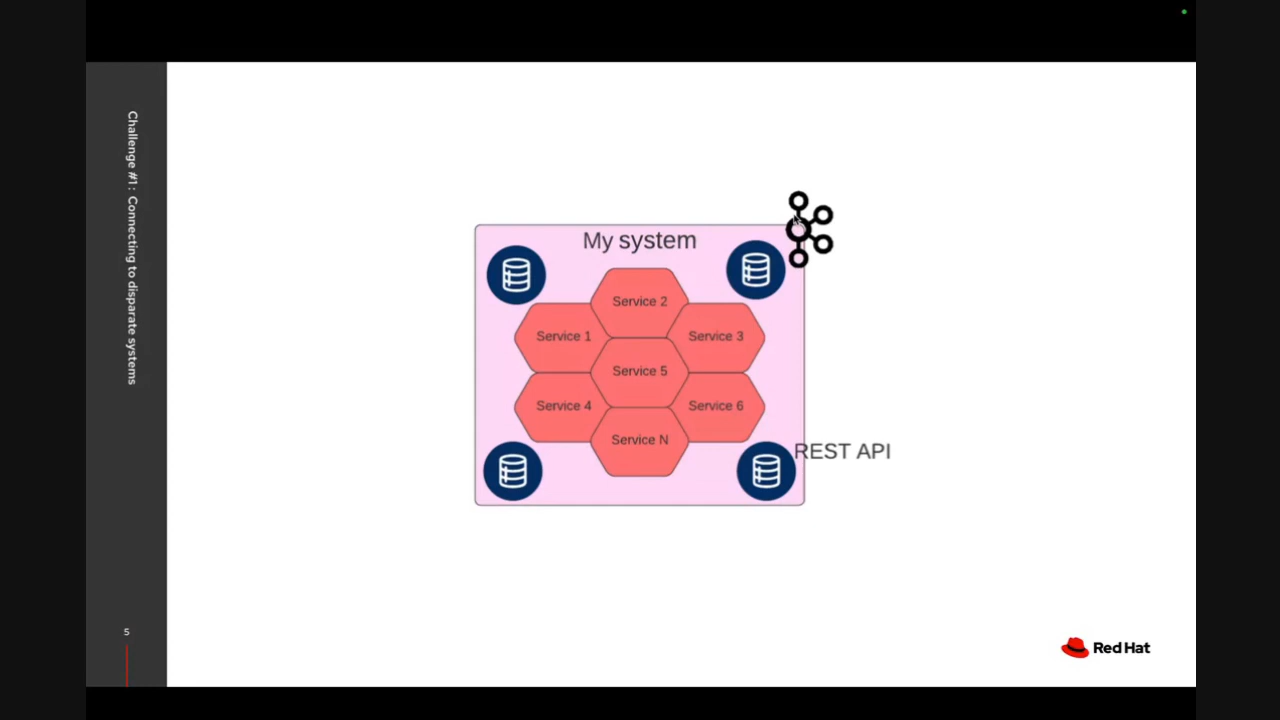 Challenge #1 : Connecting to disparate systems
My system
Service 2
Service 1
Service 3
Service 5
Service 4
Service 6
Service N
REST API
5
Red Hat